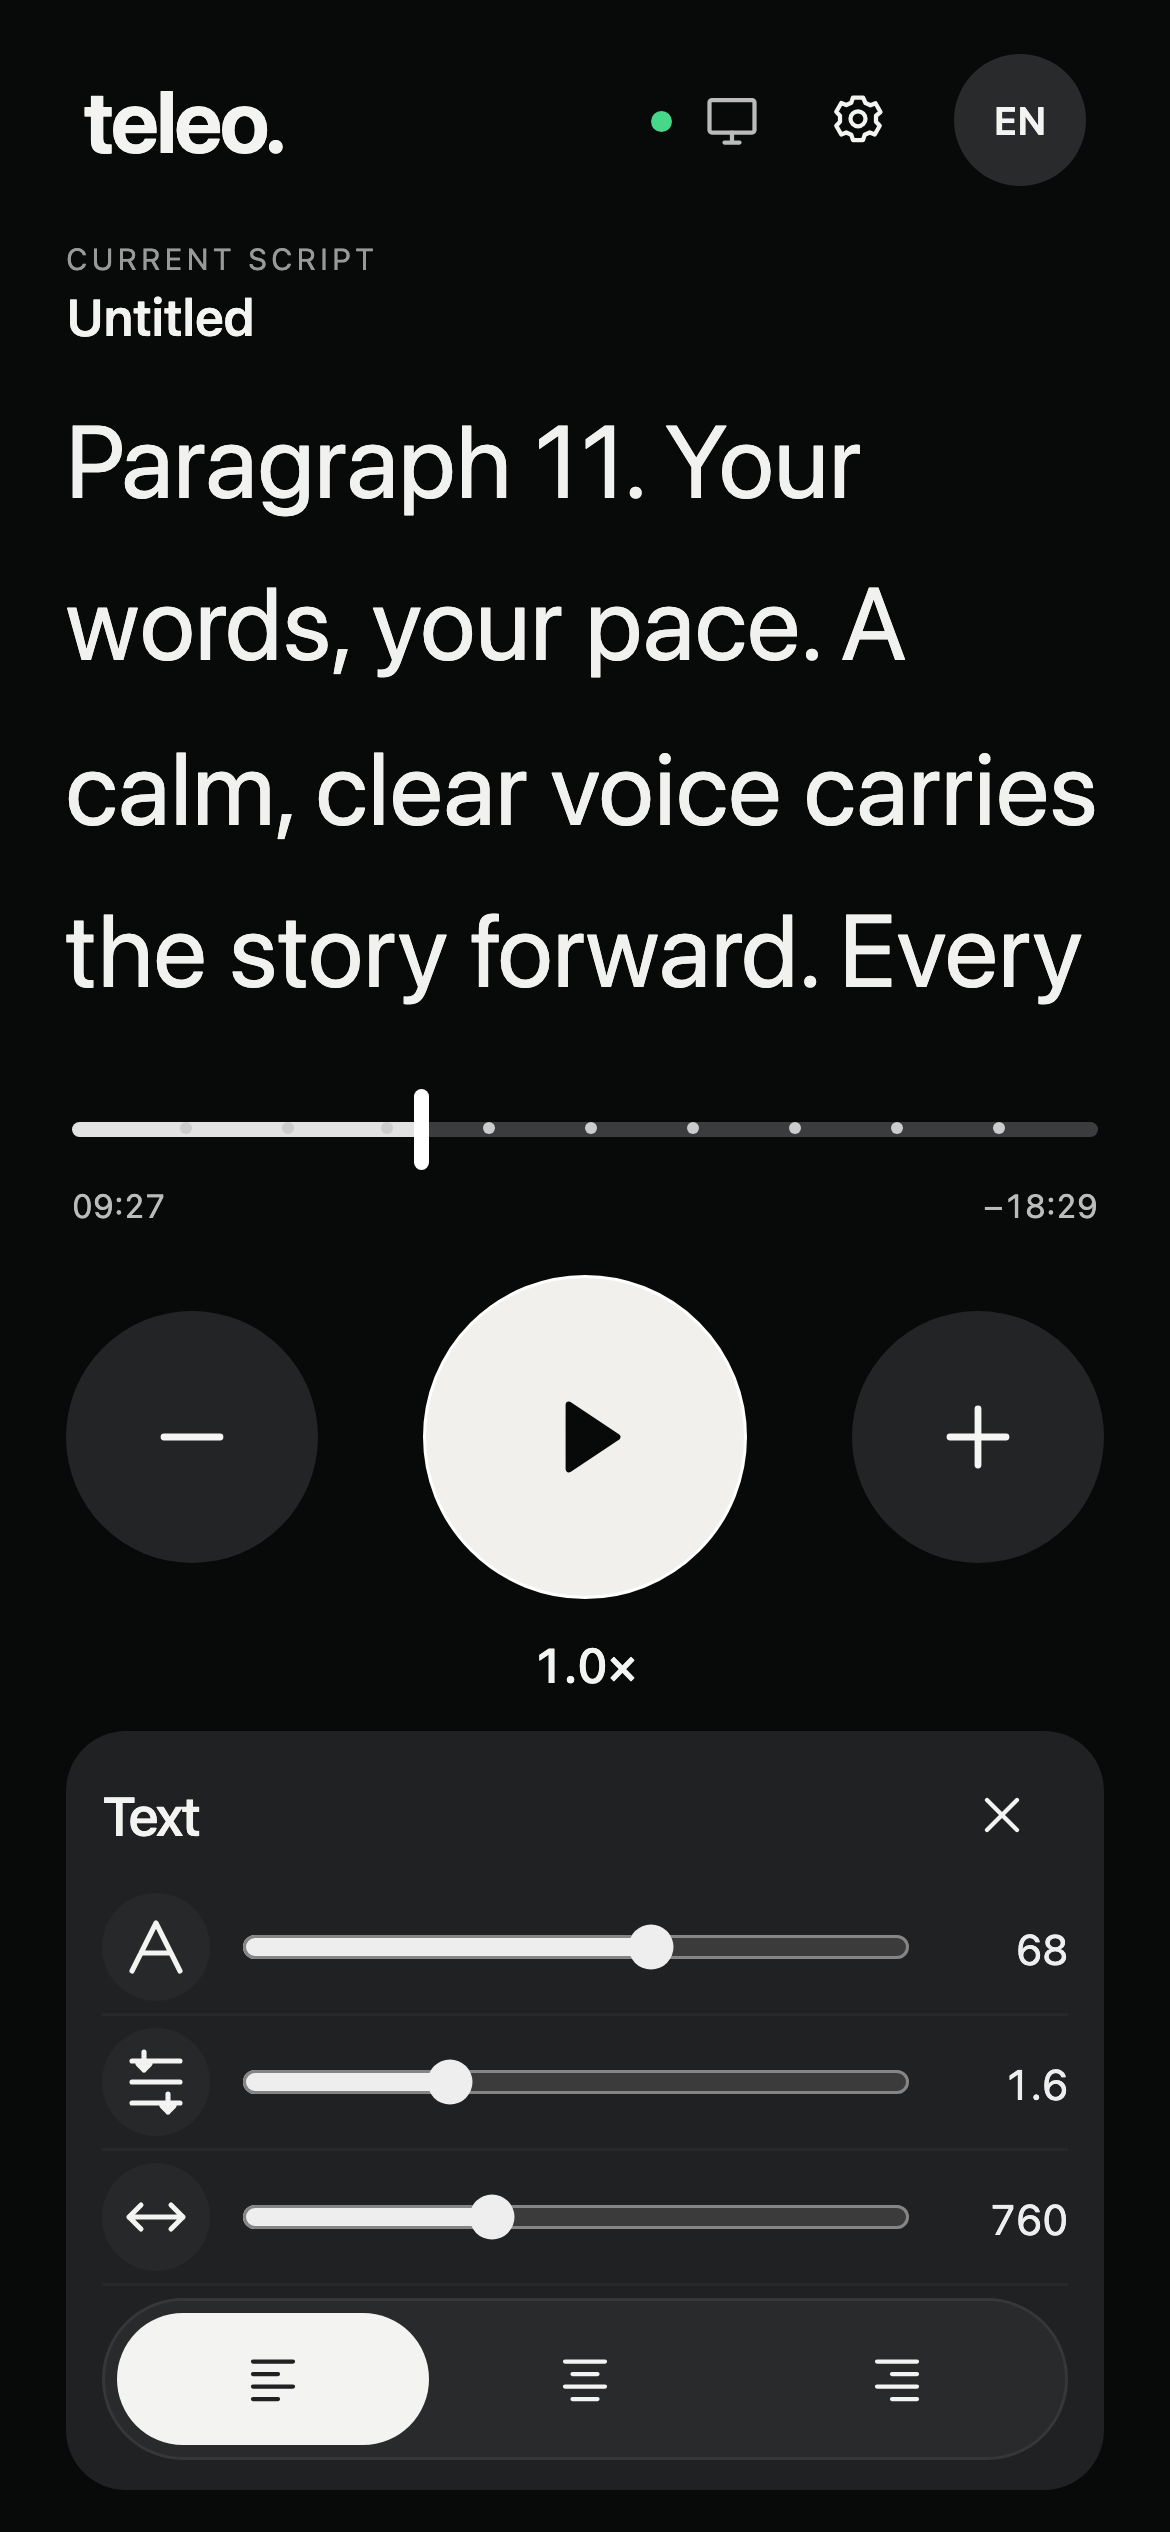 teleo.
EN
CURRENT SCRIPT
Untitled
Paragraph 11. Your
words, your pace. A
calm, clear voice carries
the story forward. Every
09:27
–18:29
1.0×
Text
68
1.6
760